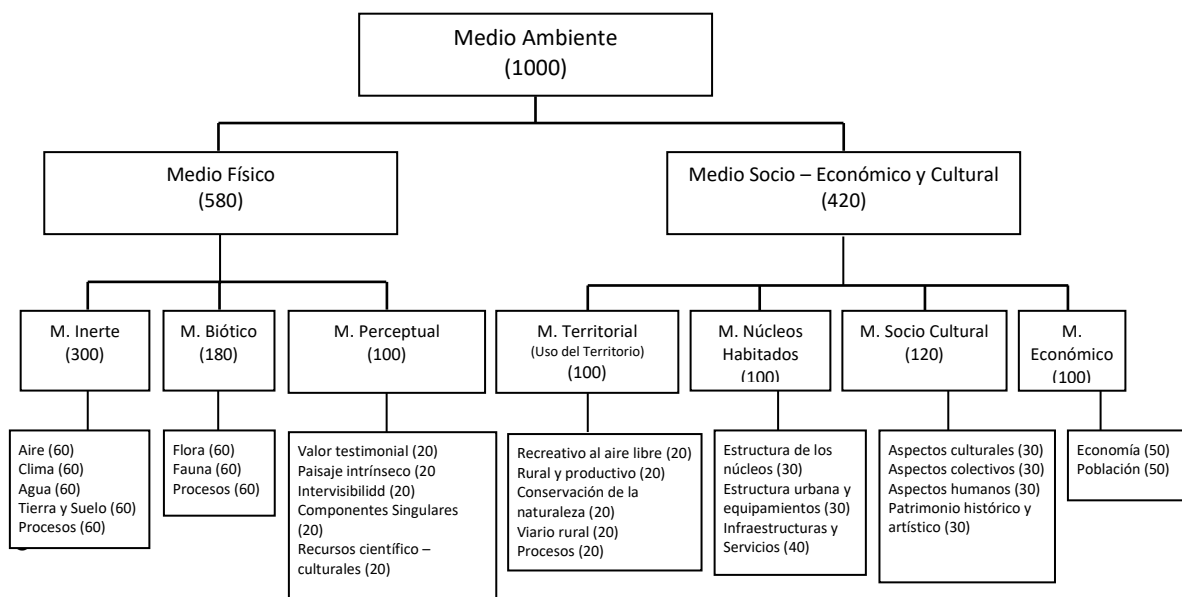 Medio Ambiente
(1000)
Medio Físico
(580)
Medio Socio – Económico y Cultural
(420)
M. Inerte
(300)
M. Biótico
(180)
M. Perceptual
(100)
M. Territorial
(Uso del Territorio)
(100)
M. Núcleos
Habitados
(100)
M. Socio Cultural
(120)
M.
Económico
(100)
Aire (60)
Clima (60)
Agua (60)
Tierra y Suelo (60)
Procesos (60)
Flora (60)
Fauna (60)
Procesos (60)
Valor testimonial (20)
Paisaje intrínseco (20
Intervisibilidd (20)
Componentes Singulares
(20)
Recursos científico –
culturales (20)
Recreativo al aire libre (20)
Rural y productivo (20)
Conservación de la
naturaleza (20)
Viario rural (20)
Procesos (20)
Estructura de los
núcleos (30)
Estructura urbana y
equipamientos (30)
Infraestructuras y
Servicios (40)
Aspectos culturales (30)
Aspectos colectivos (30)
Aspectos humanos (30)
Patrimonio histórico y
artístico (30)
Economía (50)
Población (50)